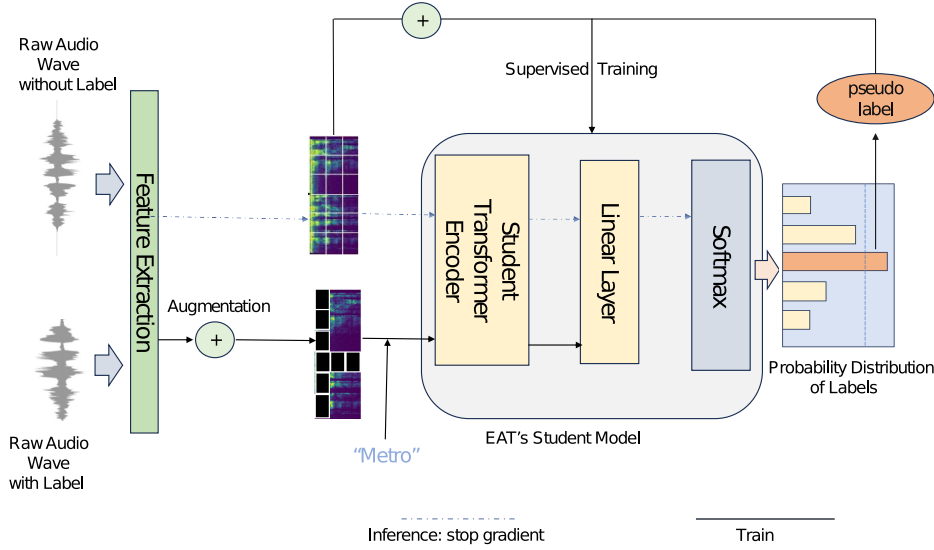 Raw Audio
Wave
without Label
Feature Extraction
Augmentation
+
+
Supervised Training
pseudo
label
Student
Transformer
Encoder
Linear Layer
Softmax
Probability Distribution
of Labels
EAT's Student Model
“Metro”
Raw Audio
Wave
with Label
Inference: stop gradient
Train